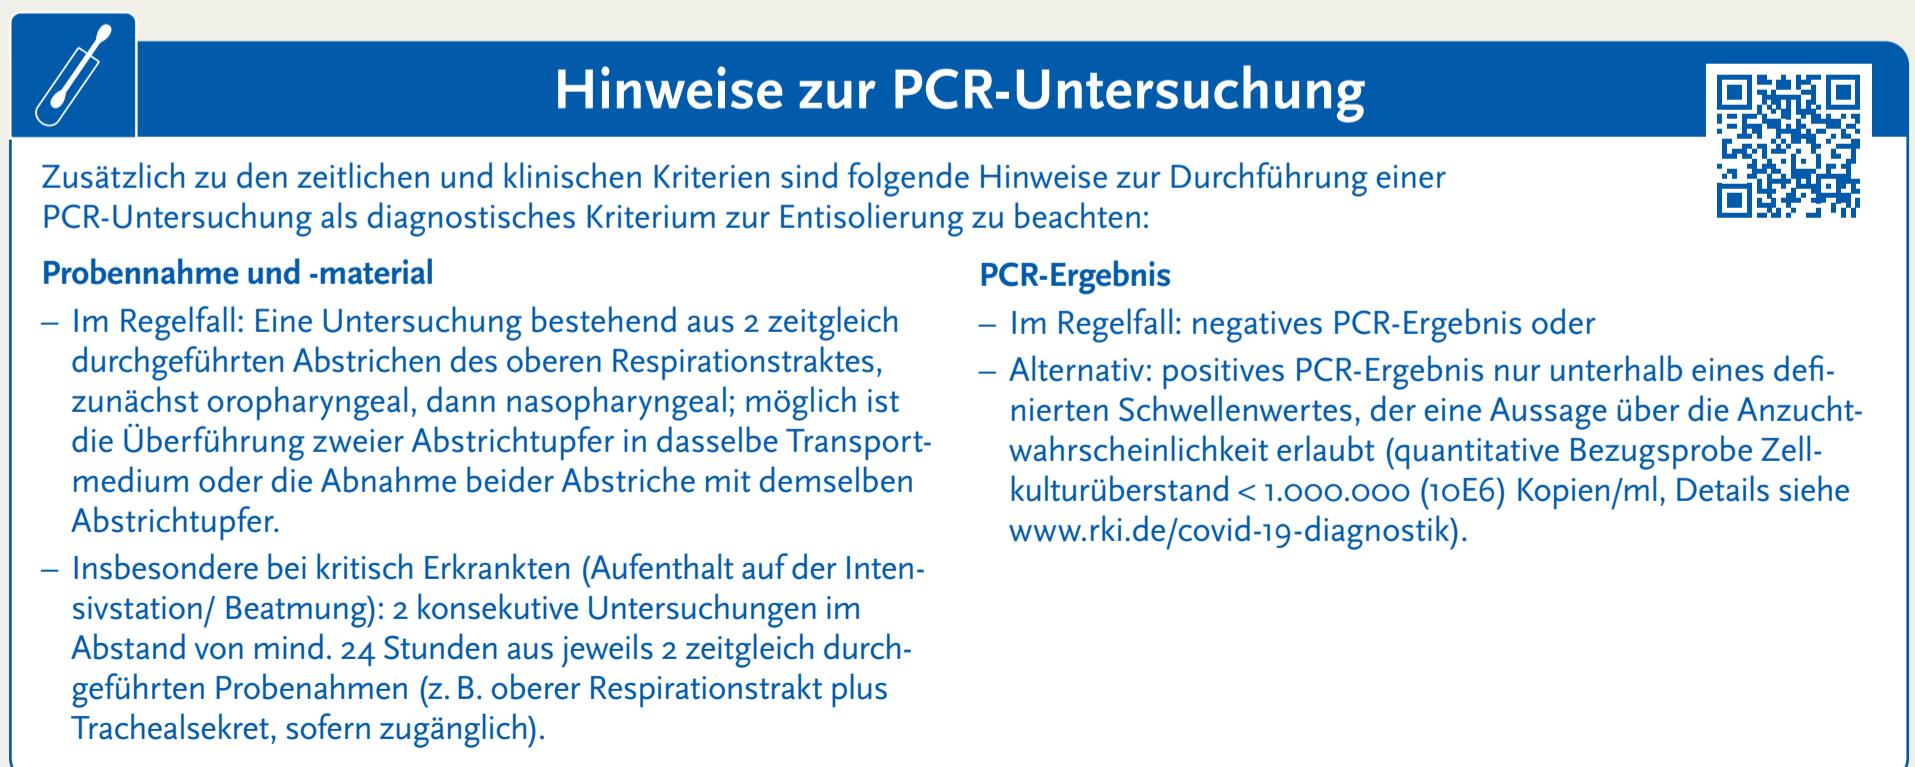 Hinweise zur PCR-Untersuchung
Zusätzlich zu den zeitlichen und klinischen Kriterien sind folgende Hinweise zur Durchführung einer
PCR-Untersuchung als diagnostisches Kriterium zur Entisolierung zu beachten:
Probennahme und -material
– Im Regelfall: Eine Untersuchung bestehend aus 2 zeitgleich
durchgeführten Abstrichen des oberen Respirationstraktes,
zunächst oropharyngeal, dann nasopharyngeal; möglich ist
die Überführung zweier Abstrichtupfer in dasselbe Transport-
medium oder die Abnahme beider Abstriche mit demselben
Abstrichtupfer.
– Insbesondere bei kritisch Erkrankten (Aufenthalt auf der Inten-
sivstation/ Beatmung): 2 konsekutive Untersuchungen im
Abstand von mind. 24 Stunden aus jeweils 2 zeitgleich durch-
geführten Probenahmen (z. B. oberer Respirationstrakt plus
Trachealsekret, sofern zugänglich).
PCR-Ergebnis
– Im Regelfall: negatives PCR-Ergebnis oder
– Alternativ: positives PCR-Ergebnis nur unterhalb eines defi-
nierten Schwellenwertes, der eine Aussage über die Anzucht-
wahrscheinlichkeit erlaubt (quantitative Bezugsprobe Zell-
kulturüberstand < 1.000.000 (10E6) Kopien/ml, Details siehe
www.rki.de/covid-19-diagnostik).